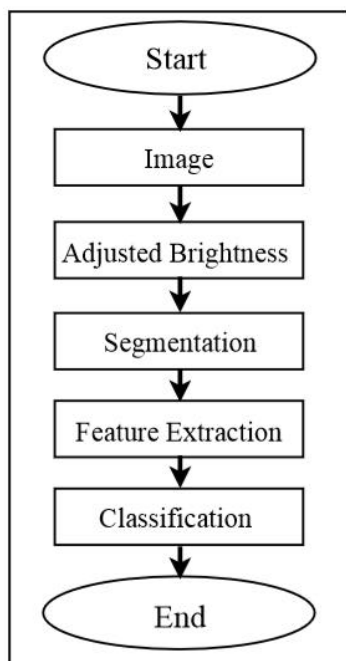 Start
Image
Adjusted Brightness
Segmentation
Feature Extraction
Classification
End